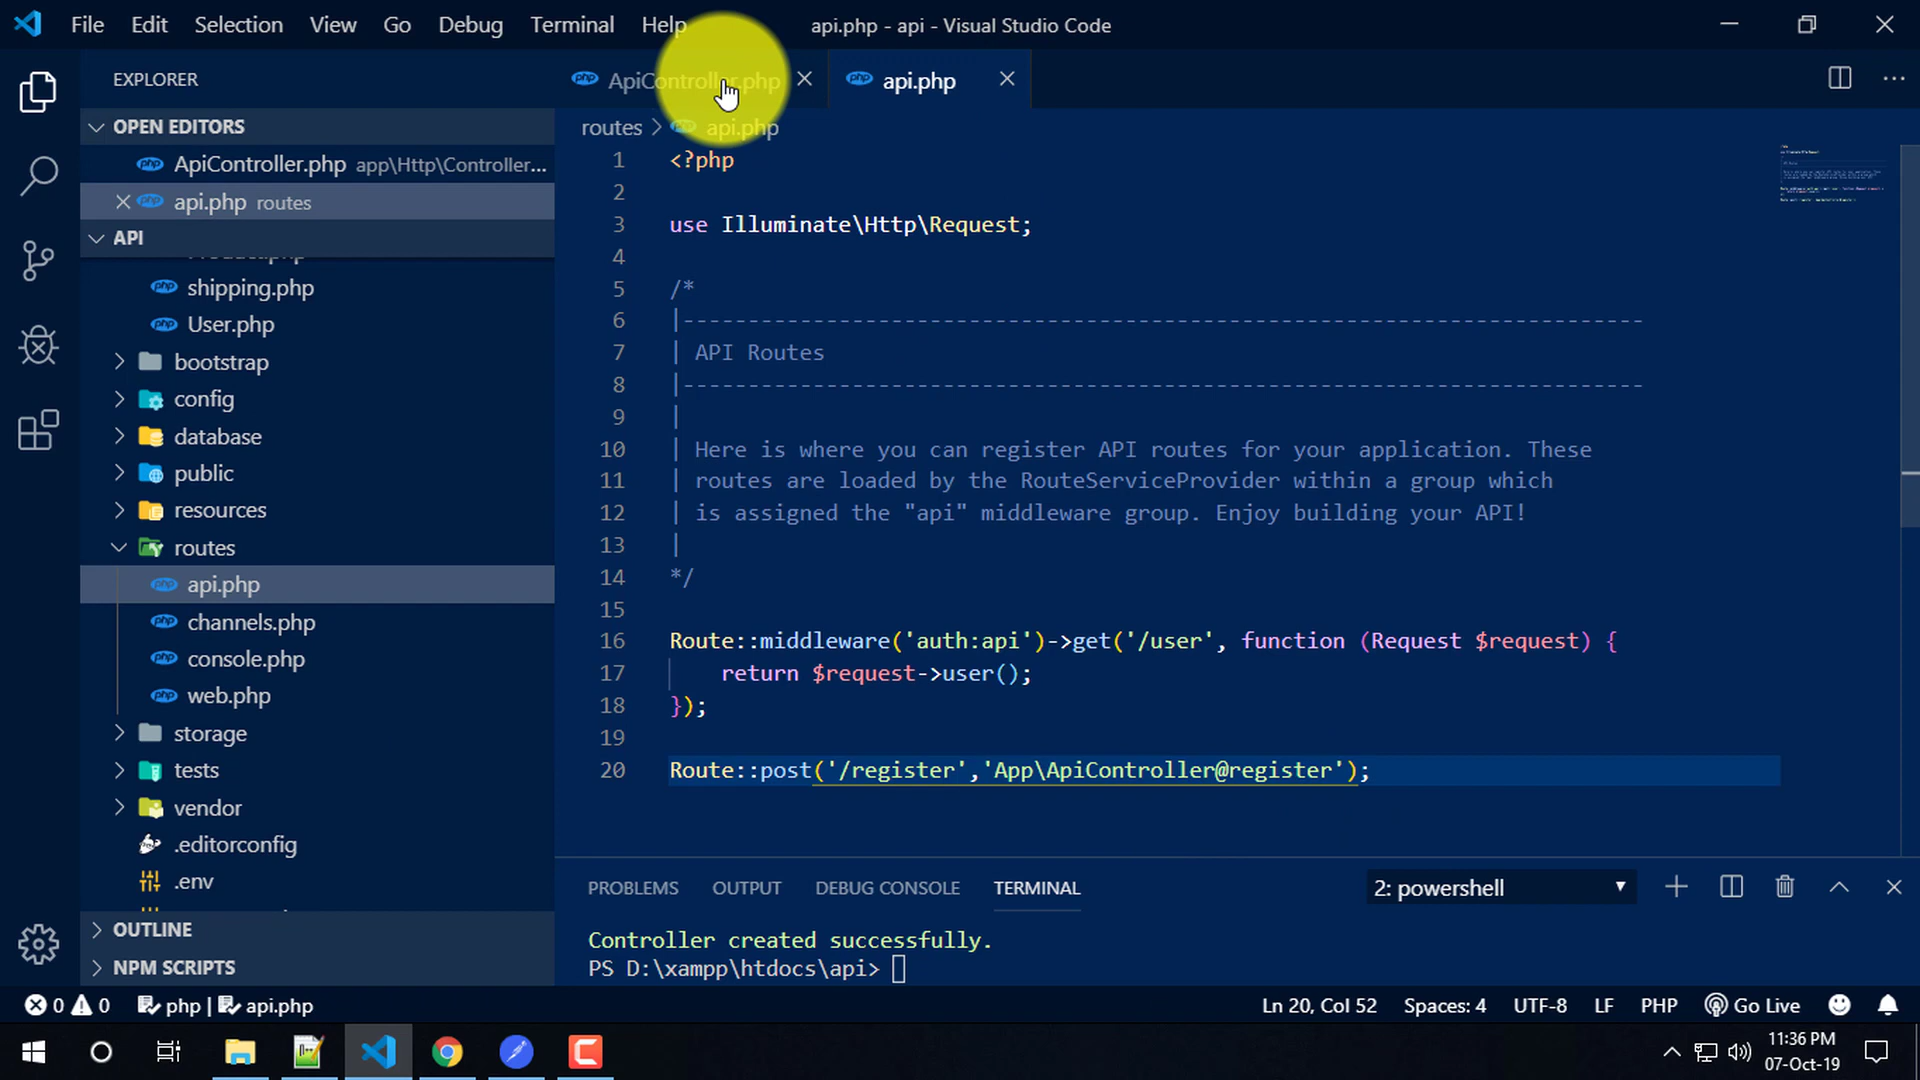 File Edit Selection View Go Debug Terminal Help
api.php - api - Visual Studio Code
EXPLORER
OPEN EDITORS
ApiController.php app\Http\Controller...
api.php routes
API
shipping.php
User.php
bootstrap
config
database
public
resources
routes
api.php
channels.php
console.php
web.php
storage
tests
vendor
.editorconfig
.env
OUTLINE
NPM SCRIPTS
ApiController.php
api.php
routes > api.php
1 <?php
2
3 use Illuminate\Http\Request;
4
5 /*
6 |--------------------------------------------------------------------------
7 | API Routes
8 |--------------------------------------------------------------------------
9 |
10 | Here is where you can register API routes for your application. These
11 | routes are loaded by the RouteServiceProvider within a group which
12 | is assigned the "api" middleware group. Enjoy building your API!
13 |
14 */
15
16 Route::middleware('auth:api')->get('/user', function (Request $request) {
17 return $request->user();
18 });
19
20 Route::post('/register','App\ApiController@register');
PROBLEMS OUTPUT DEBUG CONSOLE TERMINAL
2: powershell
Controller created successfully.
PS D:\xampp\htdocs\api>
0 0 php | api.php
Ln 20, Col 52 Spaces: 4 UTF-8 LF PHP Go Live
11:36 PM
07-Oct-19